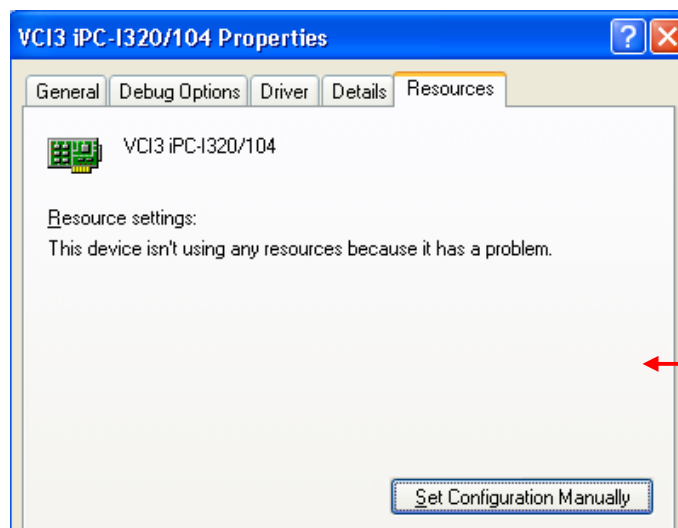 VCI3 iPC-I320/104 Properties
?
General Debug Options Driver Details Resources
VCI3 iPC-I320/104
Resource settings:
This device isn't using any resources because it has a problem.
Set Configuration Manually